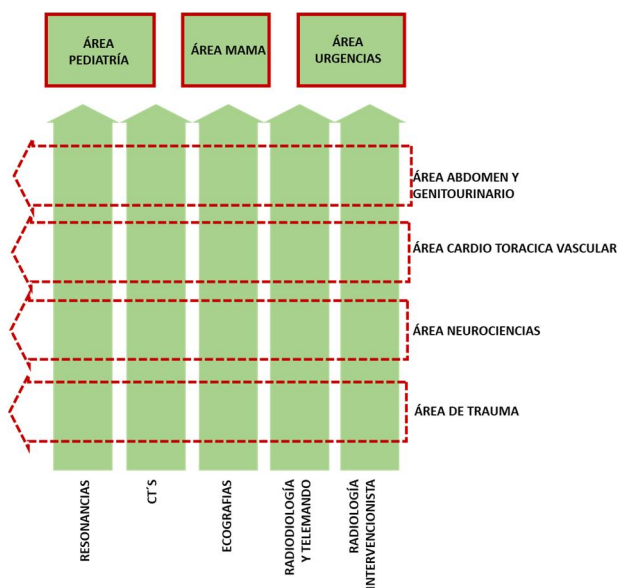 ÁREA
PEDIATRÍA
ÁREA MAMA
ÁREA
URGENCIAS
ÁREA ABDOMEN Y
GENITOURINARIO
ÁREA CARDIO TORACICA VASCULAR
ÁREA NEUROCIENCIAS
ÁREA DE TRAUMA
RESONANCIAS
CT´S
ECOGRAFIAS
RADIODIOLOGÍA
Y TELEMANDO
RADIOLOGÍA
INTERVENCIONISTA